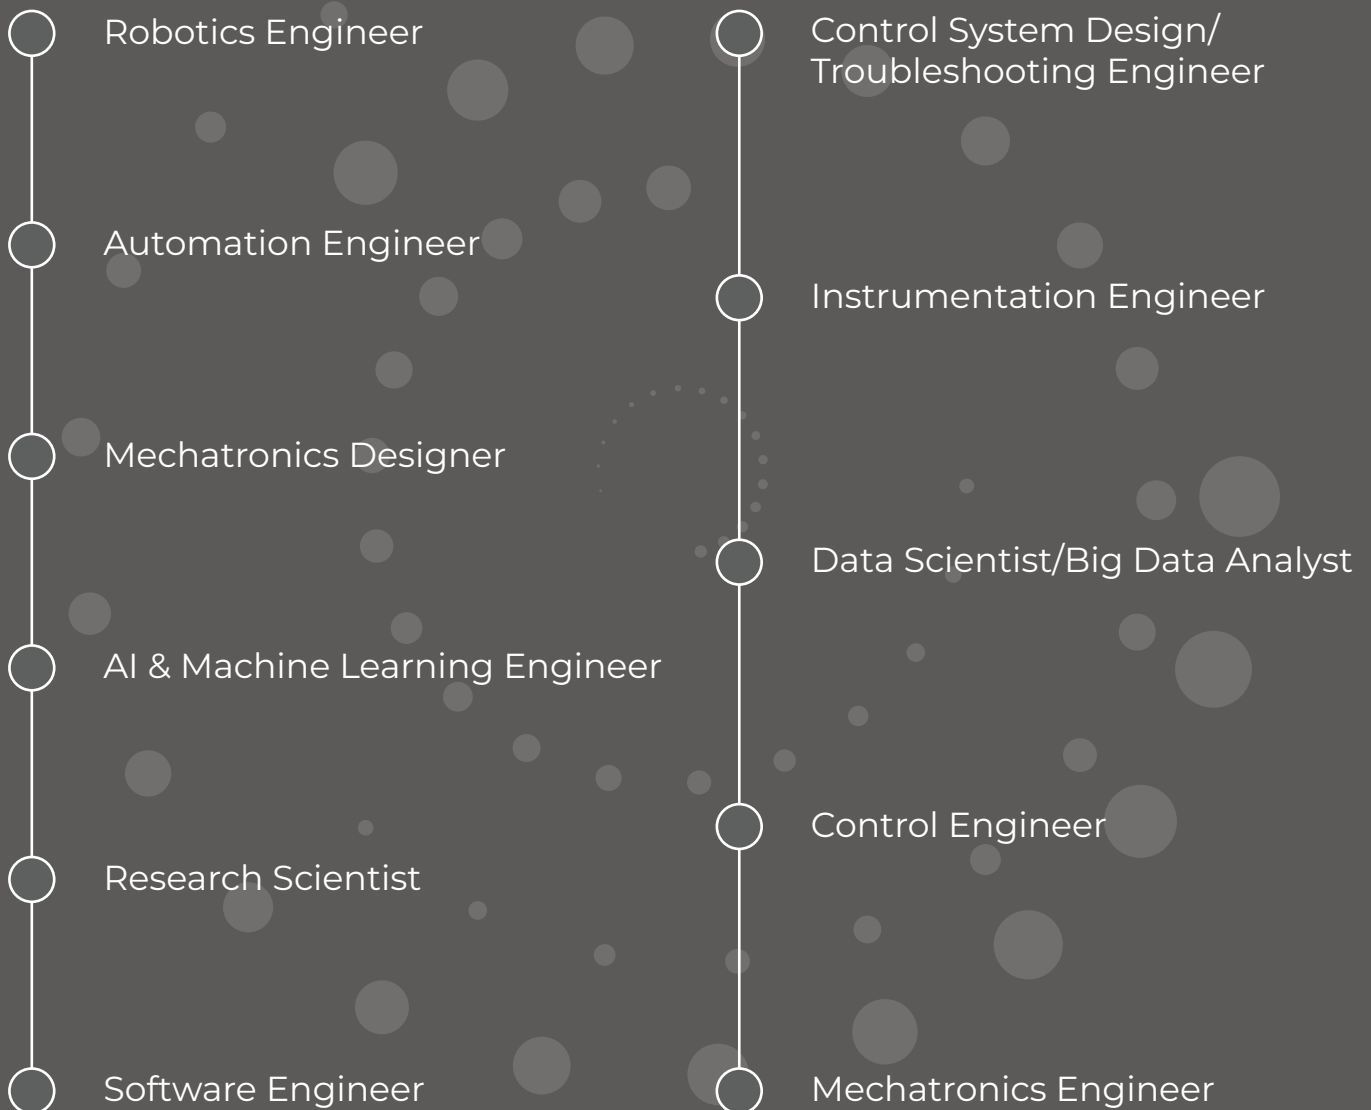 Robotics Engineer
Automation Engineer
Mechatronics Designer
AI & Machine Learning Engineer
Research Scientist
Software Engineer
Control System Design/
Troubleshooting Engineer
Instrumentation Engineer
Data Scientist/Big Data Analyst
Control Engineer
Mechatronics Engineer